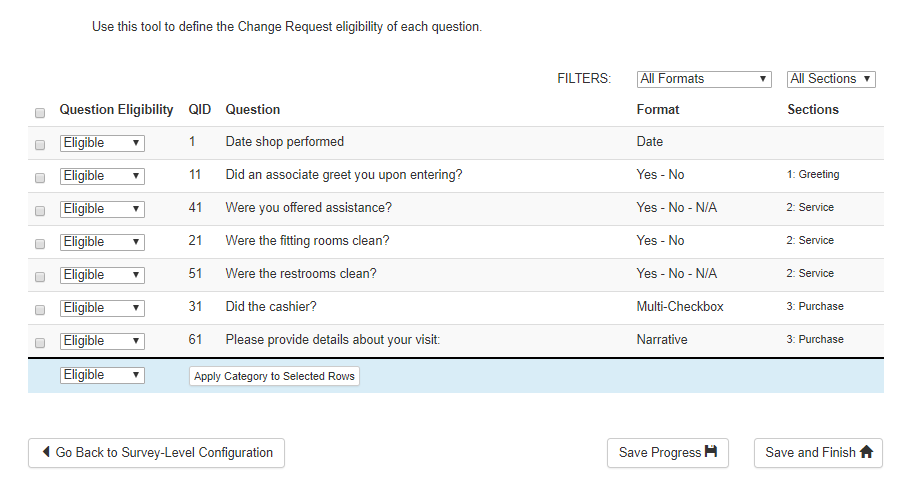 Use this tool to define the Change Request eligibility of each question.
FILTERS: All Formats All Sections
Question Eligibility QID Question Format Sections
Eligible 1 Date shop performed Date
Eligible 11 Did an associate greet you upon entering? Yes - No 1: Greeting
Eligible 41 Were you offered assistance? Yes - No - N/A 2: Service
Eligible 21 Were the fitting rooms clean? Yes - No 2: Service
Eligible 51 Were the restrooms clean? Yes - No - N/A 2: Service
Eligible 31 Did the cashier? Multi-Checkbox 3: Purchase
Eligible 61 Please provide details about your visit: Narrative 3: Purchase
Eligible Apply Category to Selected Rows
Go Back to Survey-Level Configuration Save Progress Save and Finish